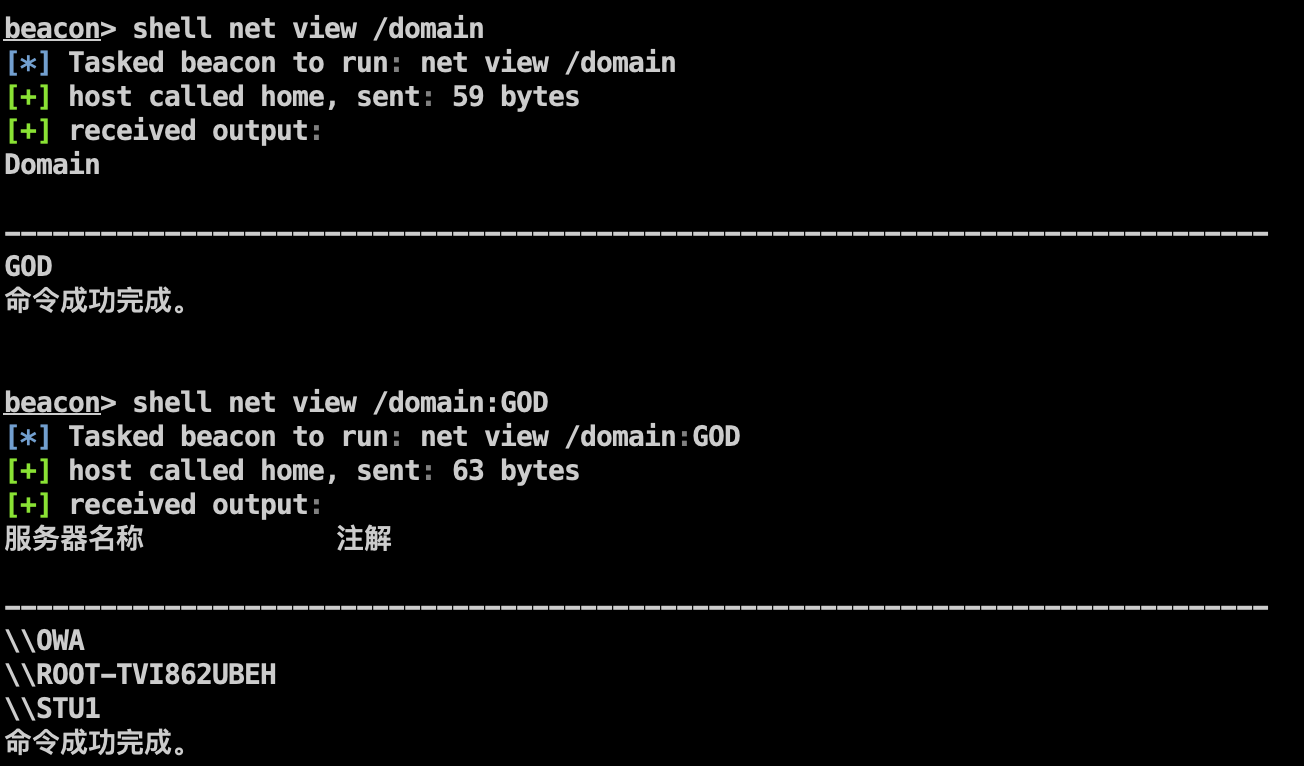 beacon> shell net view /domain
[*] Tasked beacon to run: net view /domain
[+] host called home, sent: 59 bytes
[+] received output:
Domain
-------------------------------------------------------------------------------
GOD
命令成功完成。
beacon> shell net view /domain:GOD
[*] Tasked beacon to run: net view /domain:GOD
[+] host called home, sent: 63 bytes
[+] received output:
服务器名称            注解
-------------------------------------------------------------------------------
\\OWA
\\ROOT-TVI862UBEH
\\STU1
命令成功完成。